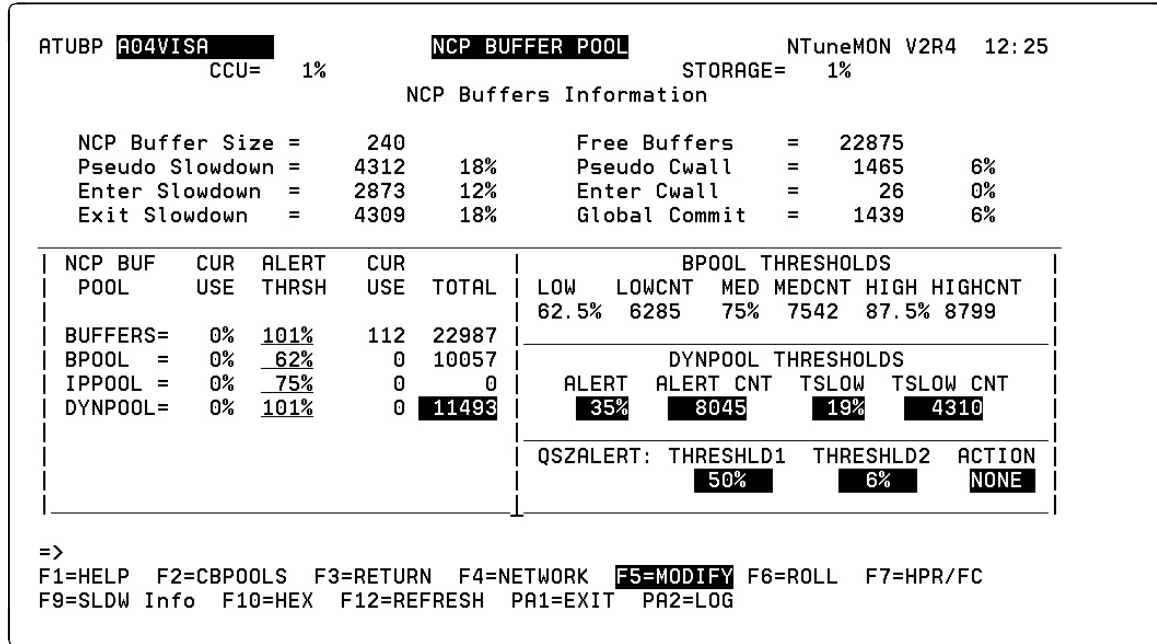 ATUBP A04VISA NCP BUFFER POOL NTuneMON V2R4 12:25
CCU= 1% STORAGE= 1%
NCP Buffers Information
NCP Buffer Size = 240 Free Buffers = 22875
Pseudo Slowdown = 4312 18% Pseudo Cwall = 1465 6%
Enter Slowdown = 2873 12% Enter Cwall = 26 0%
Exit Slowdown = 4309 18% Global Commit = 1439 6%
NCP BUF CUR ALERT CUR
POOL USE THRSH USE TOTAL
BUFFERS= 0% 101% 112 22987
BPOOL = 0% 62% 0 10057
IPPOOL = 0% 75% 0 0
DYNPOOL= 0% 101% 0 11493
BPOOL THRESHOLDS
LOW LOWCNT MED MEDCNT HIGH HIGHCNT
62.5% 6285 75% 7542 87.5% 8799
DYNPOOL THRESHOLDS
ALERT ALERT CNT TSLOW TSLOW CNT
35% 8045 19% 4310
QSZALERT: THRESHLD1 THRESHLD2 ACTION
50% 6% NONE
=>
F1=HELP F2=CBPOOLS F3=RETURN F4=NETWORK F5=MODIFY F6=ROLL F7=HPR/FC
F9=SLDW Info F10=HEX F12=REFRESH PA1=EXIT PA2=LOG